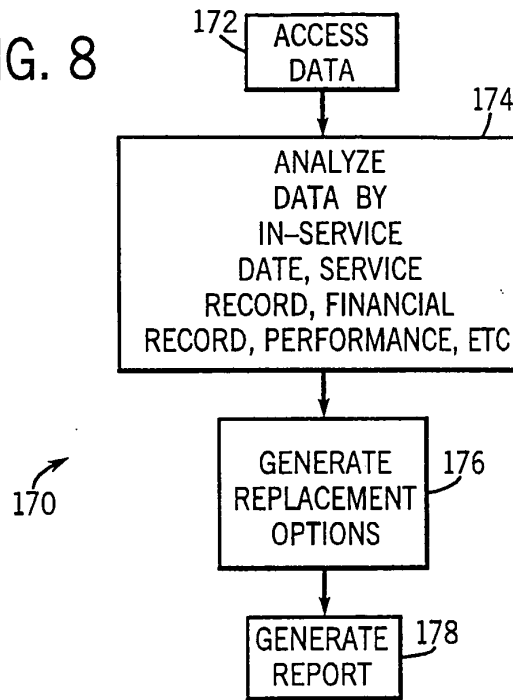 G. 8
172
ACCESS
DATA
174
ANALYZE
DATA BY
IN-SERVICE
DATE, SERVICE
RECORD, FINANCIAL
RECORD, PERFORMANCE, ETC
170
GENERATE
REPLACEMENT
OPTIONS
176
GENERATE
REPORT
178